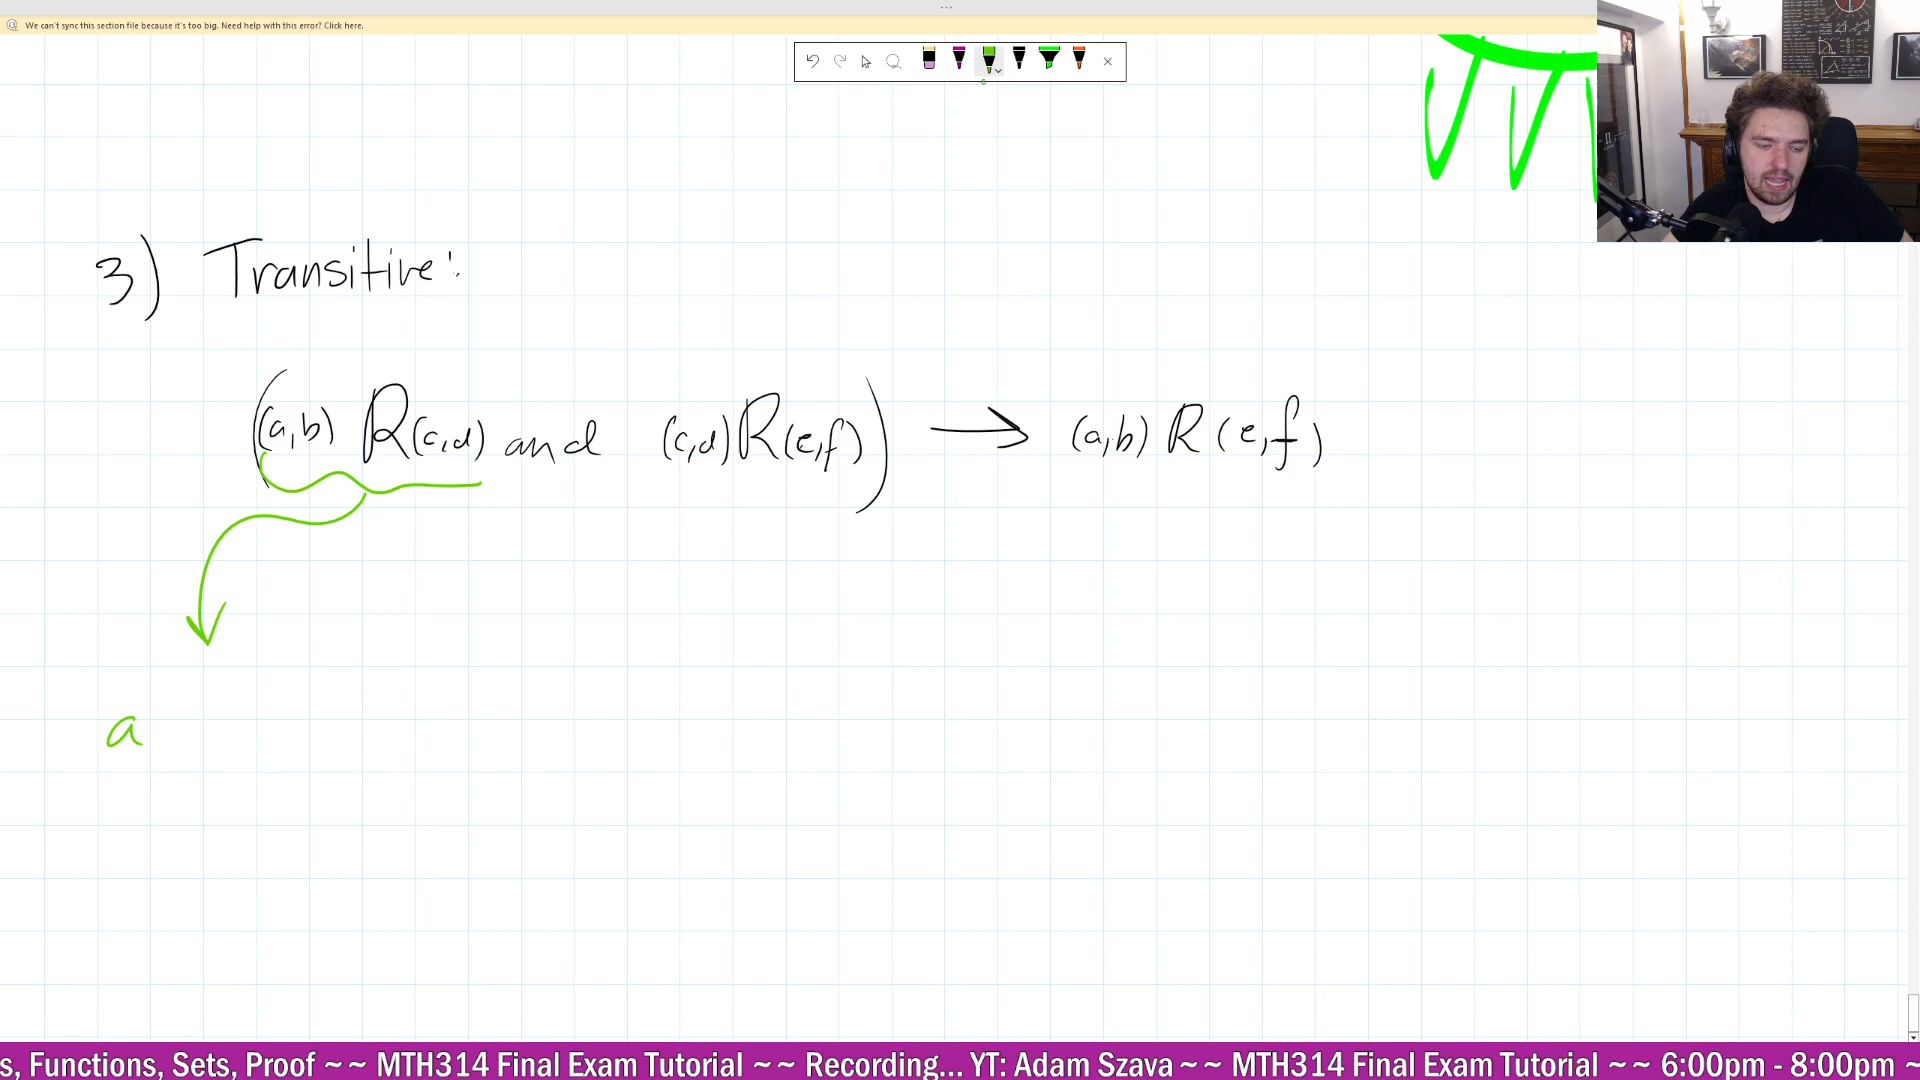 We can't sync this section file because it's too big. Need help with this error? Click here.
3) Transitive:
((a,b) R (c,d) and (c,d) R (e,f)) → (a,b) R (e,f)
a
s, Functions, Sets, Proof ~~ MTH314 Final Exam Tutorial ~~ Recording... YT: Adam Szava ~~ MTH314 Final Exam Tutorial ~~ 6:00pm - 8:00pm ~